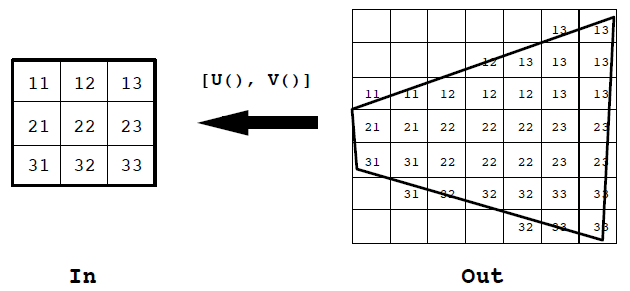 11 12 13
21 22 23
31 32 33
[U(), V()]
13 13
12 13 13 13
11 11 12 12 12 13 13
21 21 22 22 22 23 23
31 31 22 22 22 23 23
31 32 32 32 33 33
32 33 33
In
Out